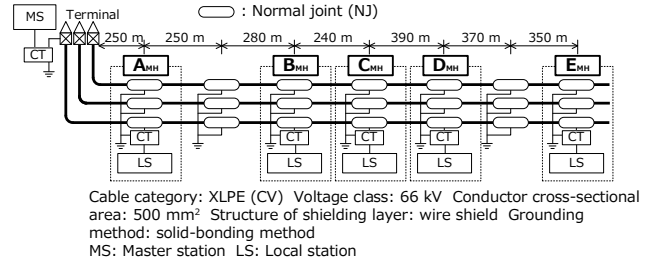 MS Terminal : Normal joint (NJ)
CT 250 m 250 m 280 m 240 m 390 m 370 m 350 m
AMH BMH CMH DMH EMH
CT CT CT CT CT
LS LS LS LS LS
Cable category: XLPE (CV) Voltage class: 66 kV Conductor cross-sectional
area: 500 mm² Structure of shielding layer: wire shield Grounding
method: solid-bonding method
MS: Master station LS: Local station